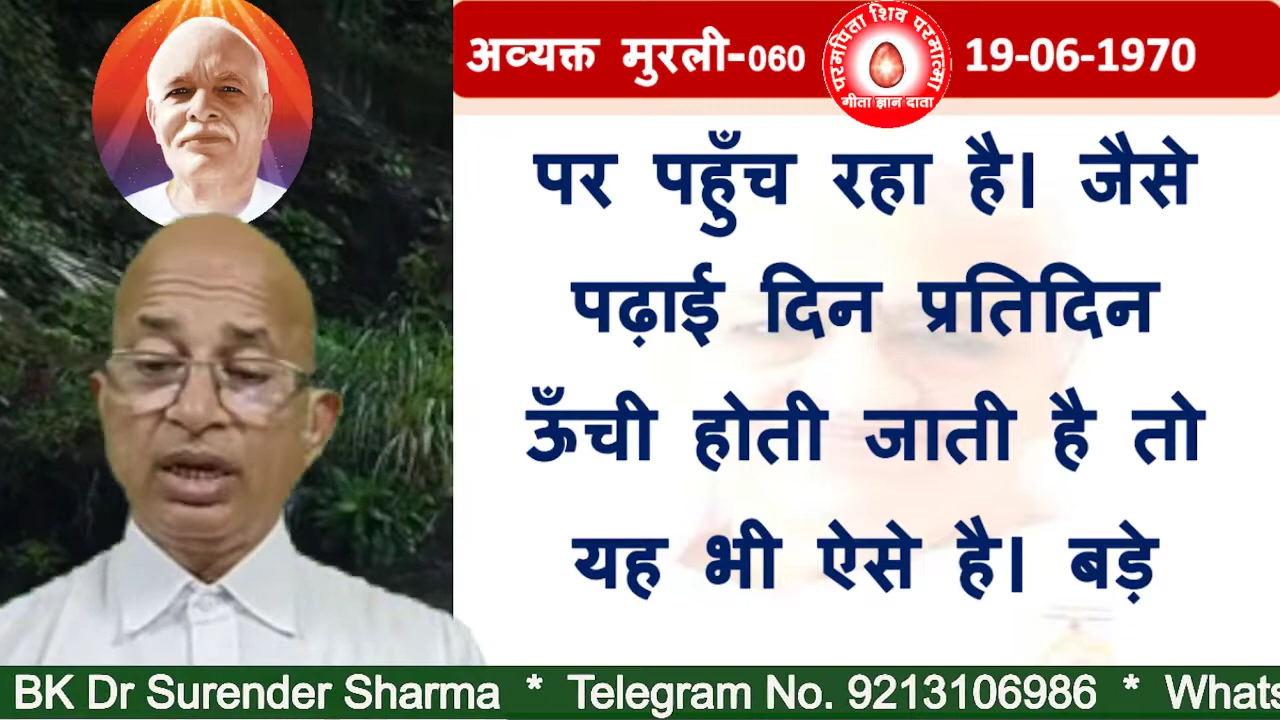 अव्यक्त मुरली-060
परमपिता शिव परमात्मा
गीता ज्ञान दाता
19-06-1970
पर पहुँच रहा है। जैसे
पढ़ाई दिन प्रतिदिन
ऊँची होती जाती है तो
यह भी ऐसे है। बड़े
BK Dr Surender Sharma * Telegram No. 9213106986 * Whats